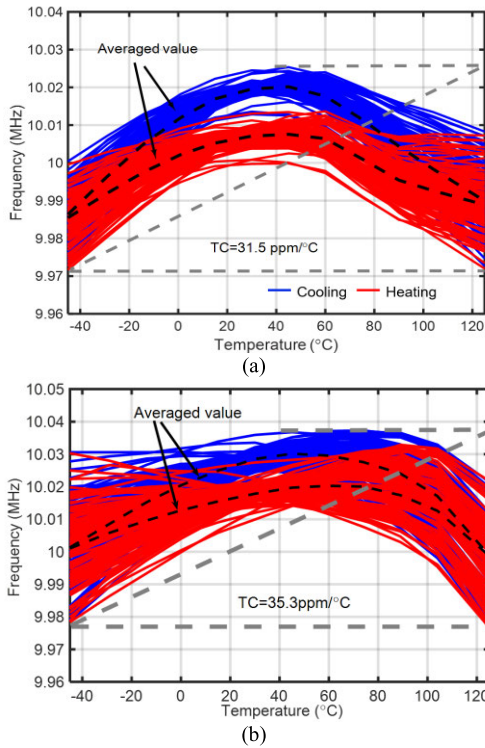 (a)
10.04
10.03
10.02
10.01
10
9.99
9.98
9.97
9.96
Frequency (MHz)
Averaged value
TC=31.5 ppm/°C
Cooling Heating
-40 -20 0 20 40 60 80 100 120
Temperature (°C)
(a)
10.05
10.04
10.03
10.02
10.01
10
9.99
9.98
9.97
9.96
Frequency (MHz)
Averaged value
TC=35.3ppm/°C
-40 -20 0 20 40 60 80 100 120
Temperature (°C)
(b)